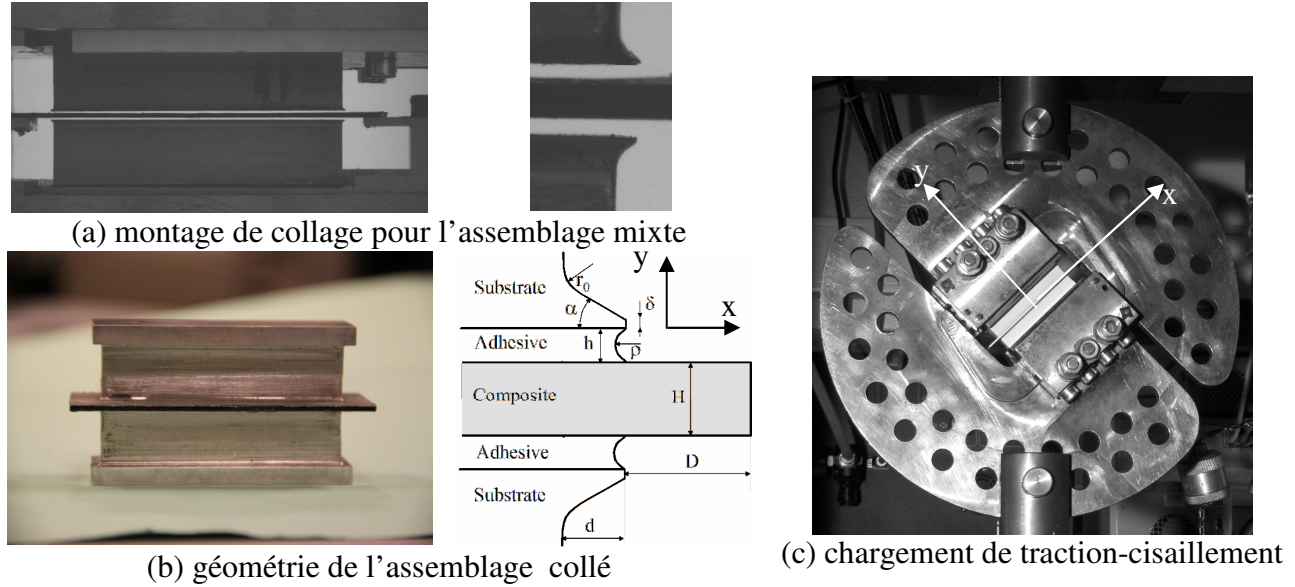 (a) montage de collage pour l'assemblage mixte
Substrate
r₀
α
δ
y
x
Adhesive
h
ρ
Composite
H
Adhesive
D
Substrate
d
(b) géométrie de l'assemblage collé
y
x
(c) chargement de traction-cisaillement